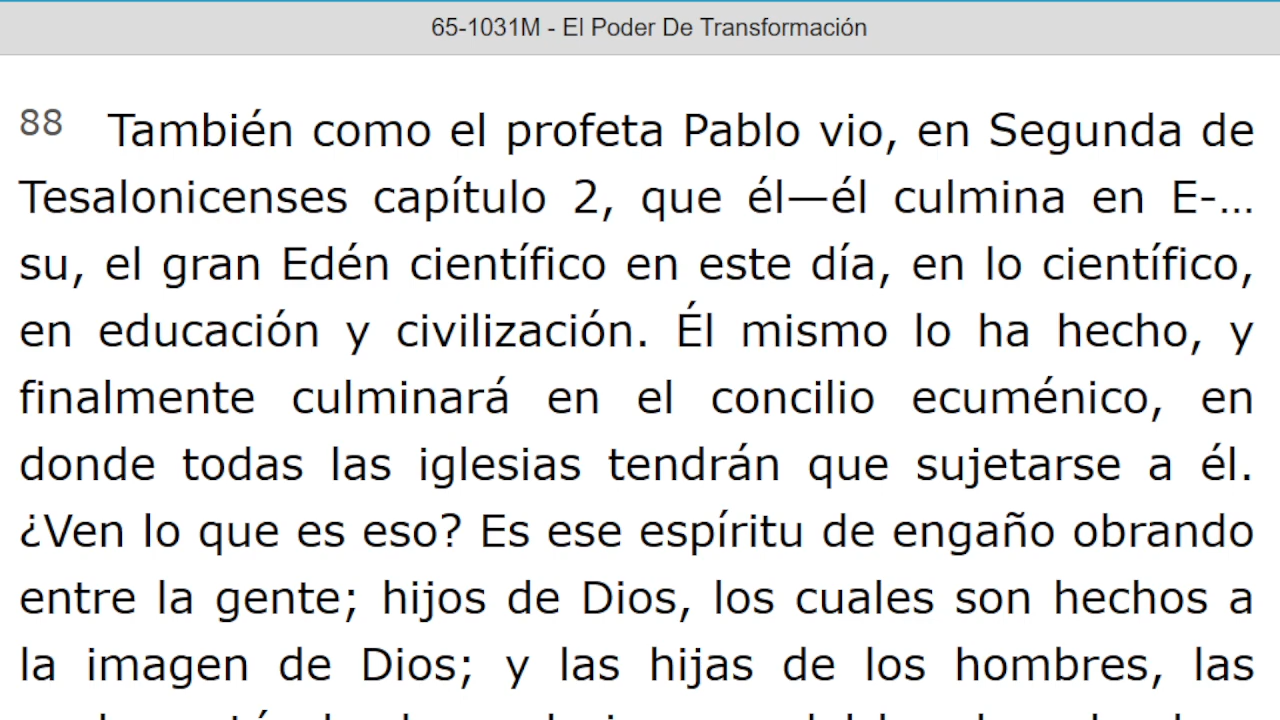 65-1031M - El Poder De Transformación
88 También como el profeta Pablo vio, en Segunda de
Tesalonicenses capítulo 2, que él—él culmina en E-...
su, el gran Edén científico en este día, en lo científico,
en educación y civilización. Él mismo lo ha hecho, y
finalmente culminará en el concilio ecuménico, en
donde todas las iglesias tendrán que sujetarse a él.
¿Ven lo que es eso? Es ese espíritu de engaño obrando
entre la gente; hijos de Dios, los cuales son hechos a
la imagen de Dios; y las hijas de los hombres, las